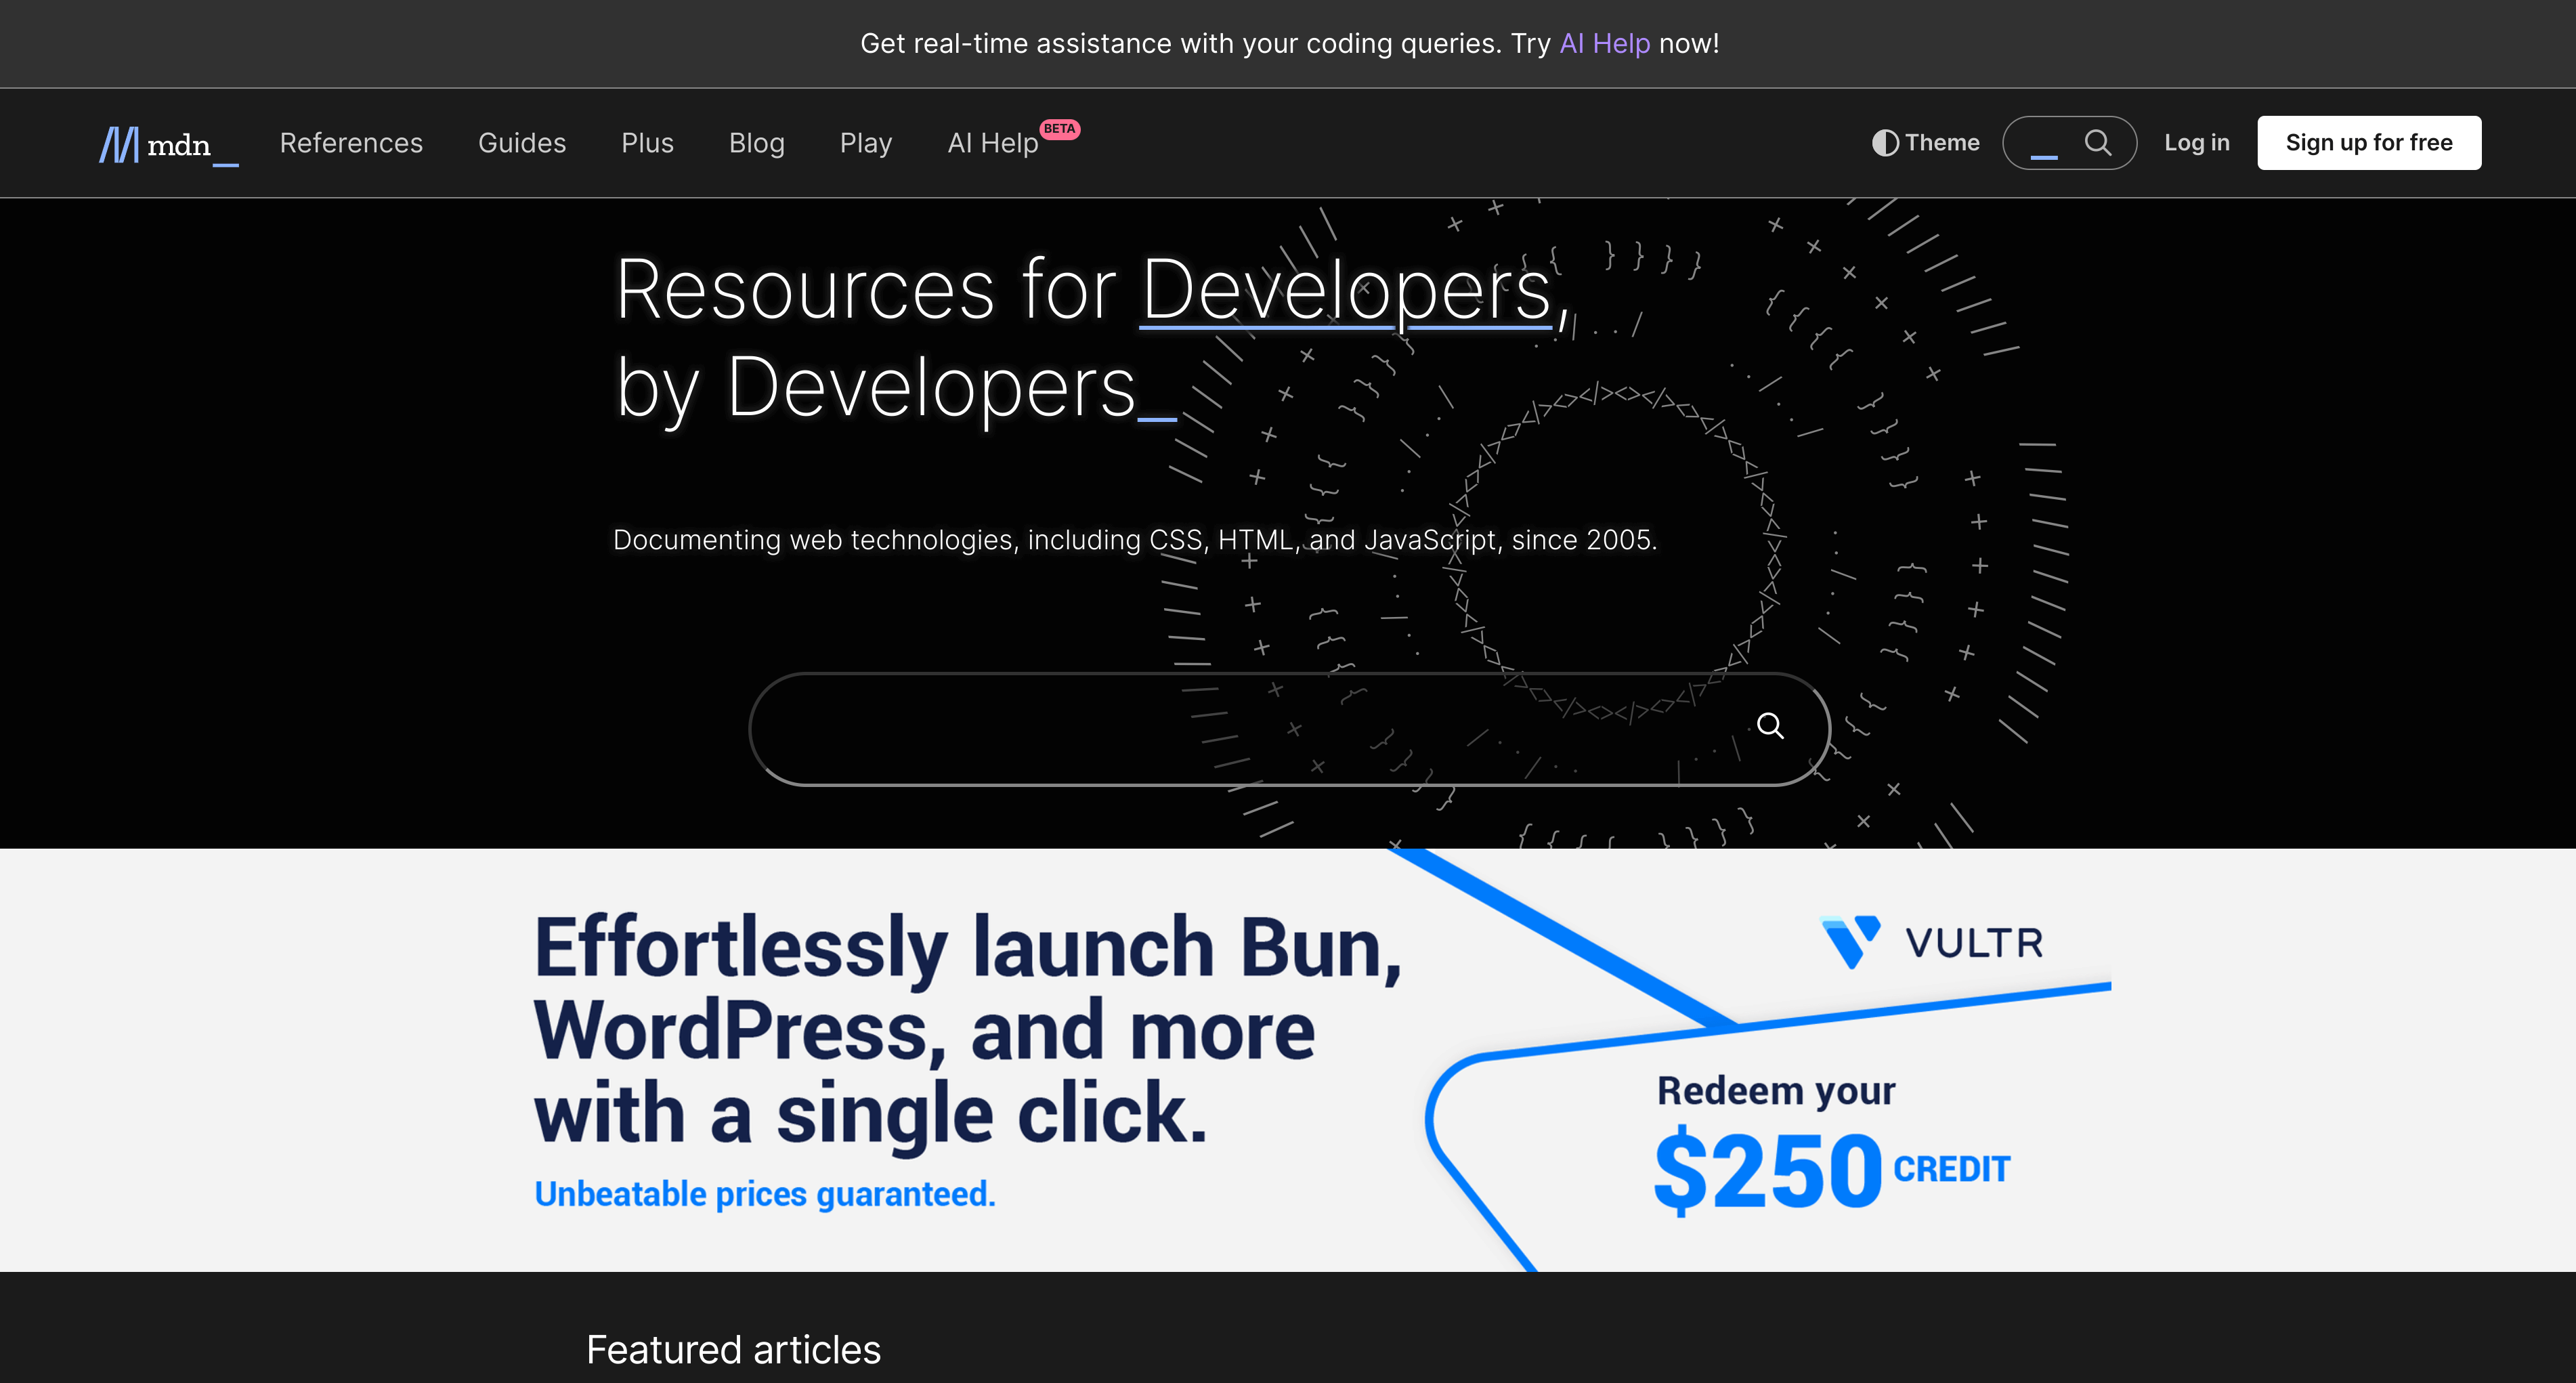 Get real-time assistance with your coding queries. Try AI Help now!
mdn_ References Guides Plus Blog Play AI Help BETA Theme Log in Sign up for free
Resources for Developers,
by Developers_
Documenting web technologies, including CSS, HTML, and JavaScript, since 2005.
Effortlessly launch Bun,
WordPress, and more
with a single click.
Unbeatable prices guaranteed.
VULTR
Redeem your
$250 CREDIT
Featured articles